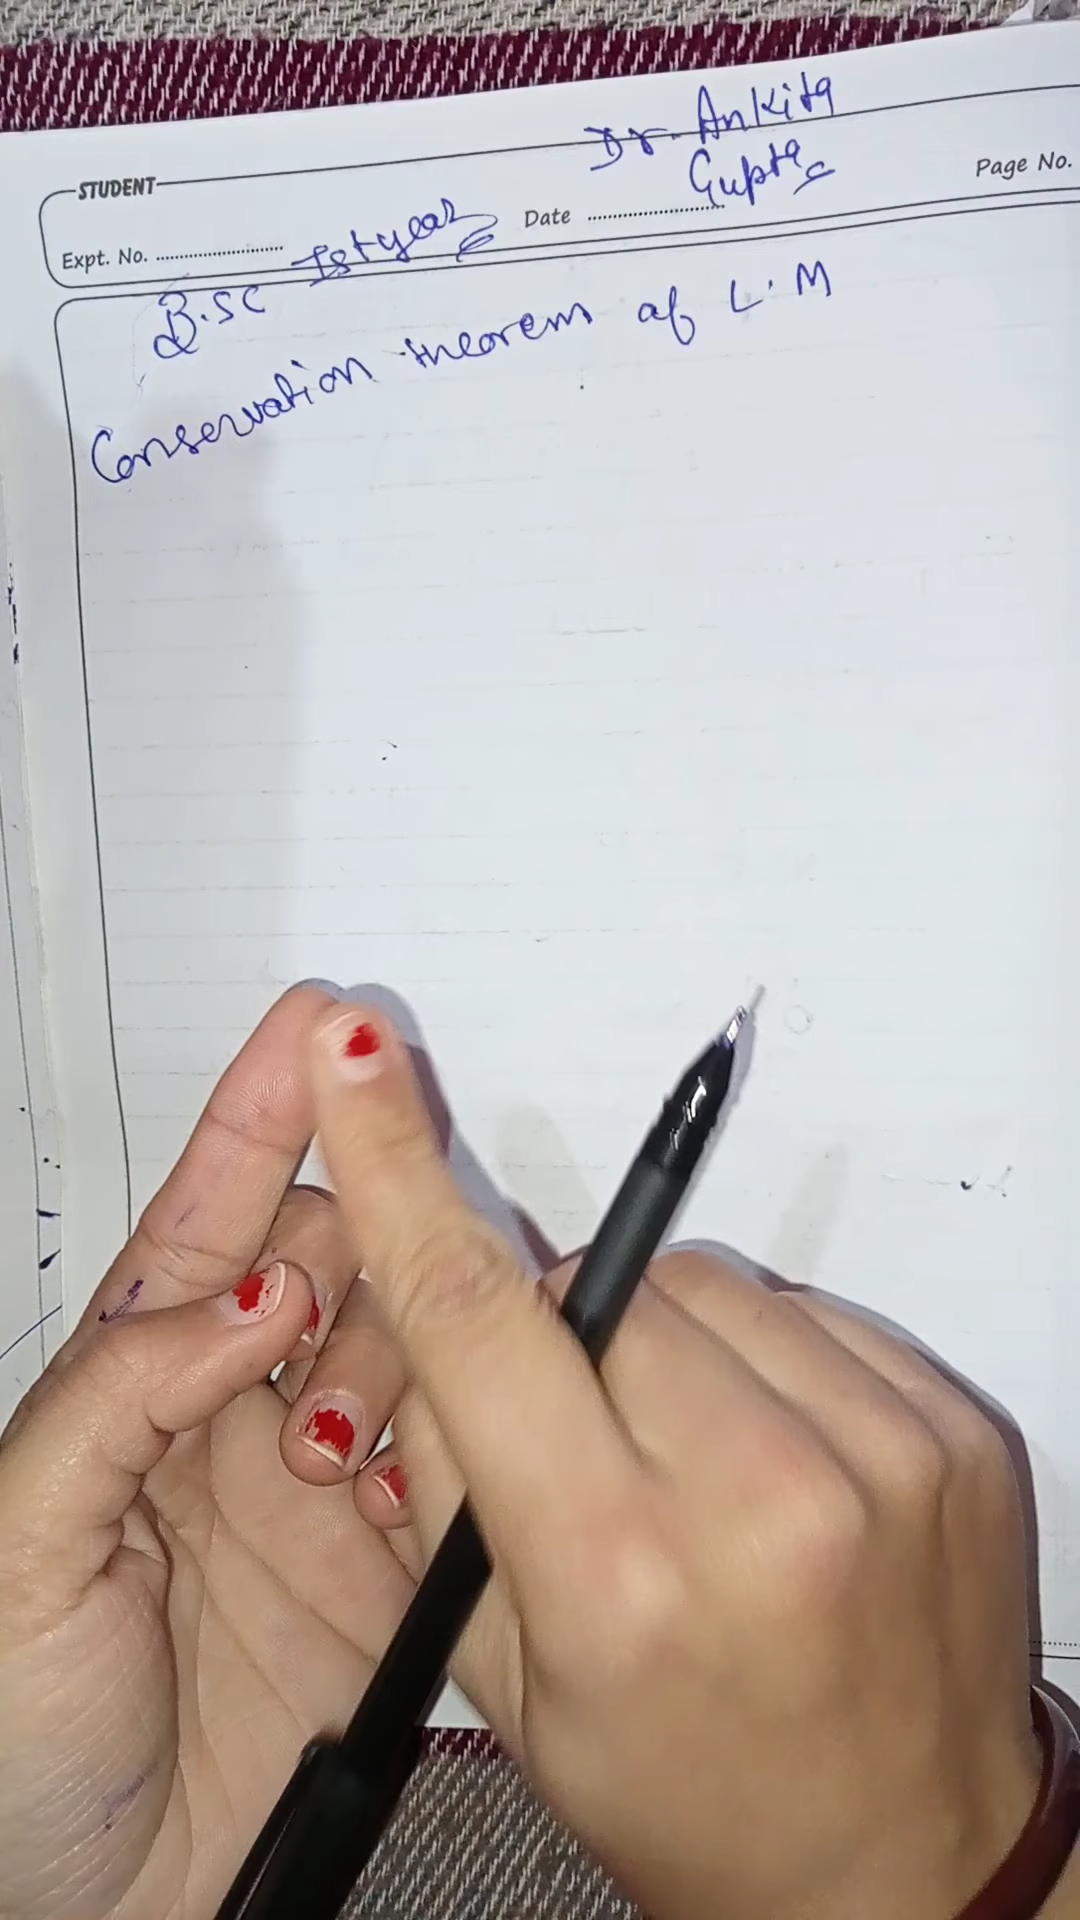 Dr. Ankita
Gupta
STUDENT
Page No.
Expt. No. ........................ Ist year Date ........................
B.SC
Conservation theorem of L.M